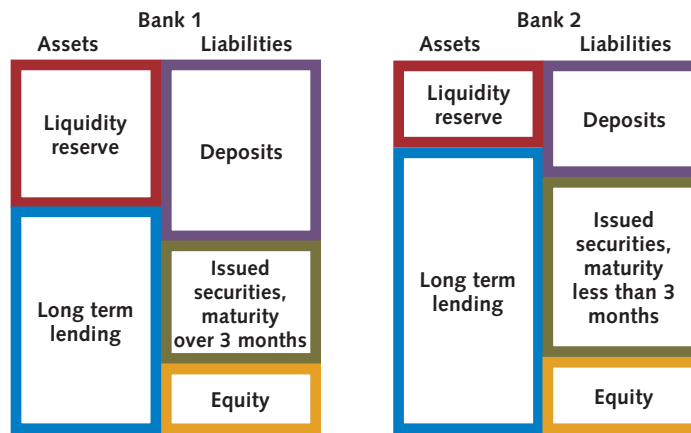 Bank 1
Assets
Liabilities
Liquidity
reserve
Deposits
Long term
lending
Issued
securities,
maturity
over 3 months
Equity
Bank 2
Assets
Liabilities
Liquidity
reserve
Deposits
Long term
lending
Issued
securities,
maturity
less than 3
months
Equity